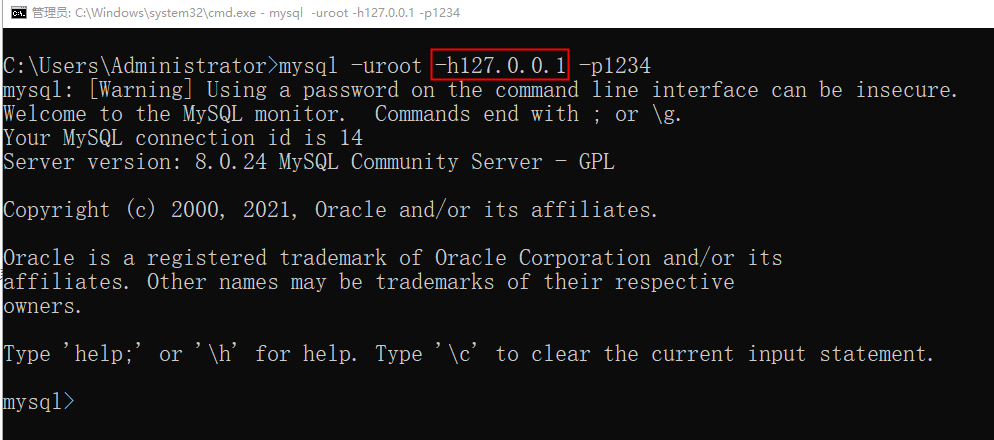 管理员: C:\Windows\system32\cmd.exe - mysql -uroot -h127.0.0.1 -p1234
C:\Users\Administrator>mysql -uroot -h127.0.0.1 -p1234
mysql: [Warning] Using a password on the command line interface can be insecure.
Welcome to the MySQL monitor.  Commands end with ; or \g.
Your MySQL connection id is 14
Server version: 8.0.24 MySQL Community Server - GPL
Copyright (c) 2000, 2021, Oracle and/or its affiliates.
Oracle is a registered trademark of Oracle Corporation and/or its
affiliates. Other names may be trademarks of their respective
owners.
Type 'help;' or '\h' for help. Type '\c' to clear the current input statement.
mysql>